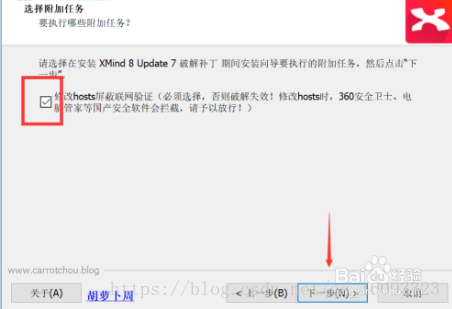 选择附加任务
要执行哪些附加任务？
请选择在安装 XMind 8 Update 7 破解补丁 期间安装向导要执行的附加任务，然后点击“下
一步”
修改hosts屏蔽联网验证（必须选择，否则破解失效！修改hosts时，360安全卫士、电
脑管家等国产安全软件会拦截，请予以放行！）
www.carrotchou.blog
关于(A)
胡萝卜周
< 上一步(B)
下一步(N) >
取消
Baidu经验